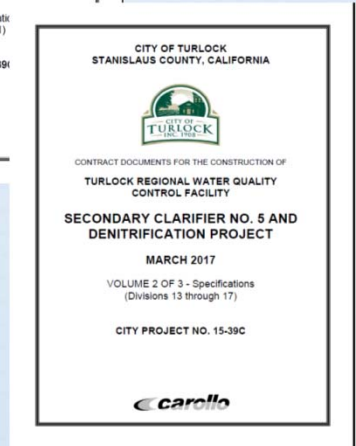 CITY OF TURLOCK
STANISLAUS COUNTY, CALIFORNIA
CITY OF
TURLOCK
INC. 1908
CONTRACT DOCUMENTS FOR THE CONSTRUCTION OF
TURLOCK REGIONAL WATER QUALITY
CONTROL FACILITY
SECONDARY CLARIFIER NO. 5 AND
DENITRIFICATION PROJECT
MARCH 2017
VOLUME 2 OF 3 - Specifications
(Divisions 13 through 17)
CITY PROJECT NO. 15-39C
carollo